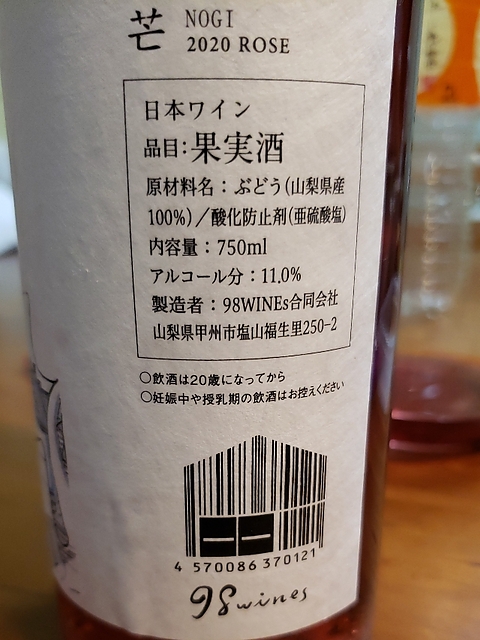 芒 NOGI
2020 ROSE
日本ワイン
品目:果実酒
原材料名：ぶどう(山梨県産
100%)／酸化防止剤(亜硫酸塩)
内容量：750ml
アルコール分：11.0%
製造者：98WINEs合同会社
山梨県甲州市塩山福生里250-2
○飲酒は20歳になってから
○妊娠中や授乳期の飲酒はお控えください
4 570086 370121
98wines